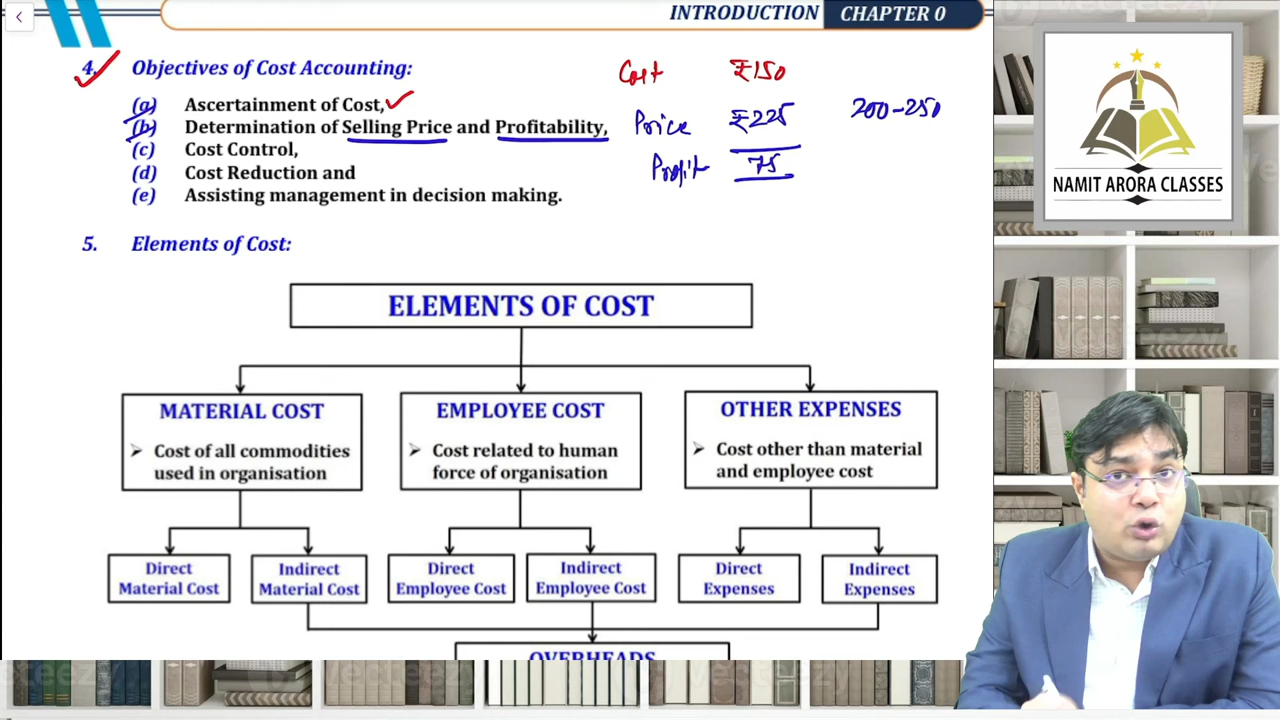 INTRODUCTION CHAPTER 0
4. Objectives of Cost Accounting:
(a) Ascertainment of Cost,
(b) Determination of Selling Price and Profitability,
(c) Cost Control,
(d) Cost Reduction and
(e) Assisting management in decision making.
Cost ₹150
Price ₹225 200-250
Profit 75
5. Elements of Cost:
ELEMENTS OF COST
MATERIAL COST
➢ Cost of all commodities
used in organisation
EMPLOYEE COST
➢ Cost related to human
force of organisation
OTHER EXPENSES
➢ Cost other than material
and employee cost
Direct
Material Cost
Indirect
Material Cost
Direct
Employee Cost
Indirect
Employee Cost
Direct
Expenses
Indirect
Expenses
OVERHEADS
NAMIT ARORA CLASSES
vecteezy